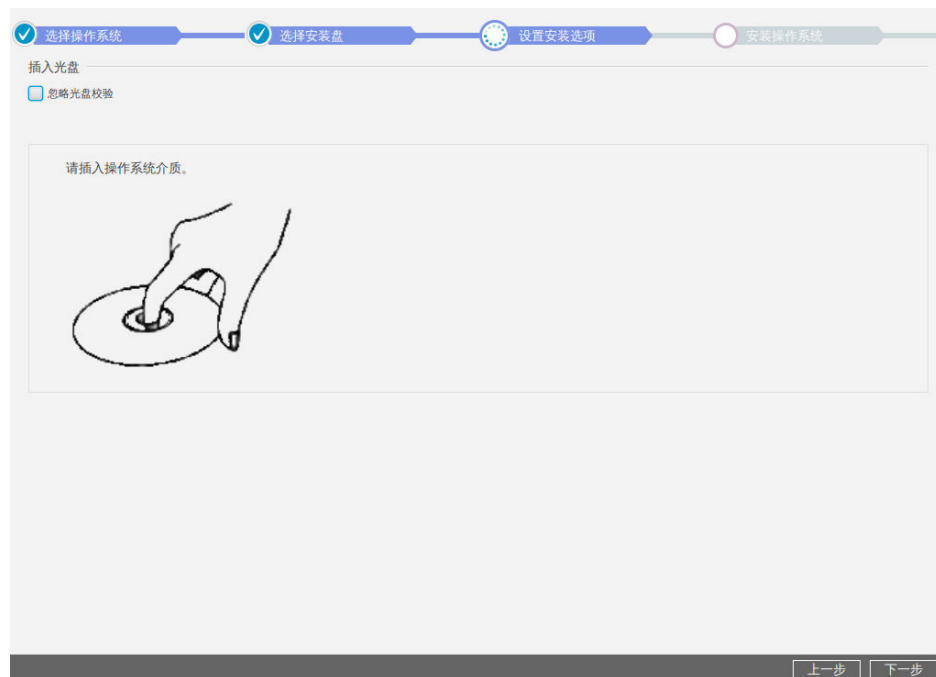 选择操作系统 选择安装盘 设置安装选项 安装操作系统
插入光盘
忽略光盘校验
请插入操作系统介质。
上一步 下一步